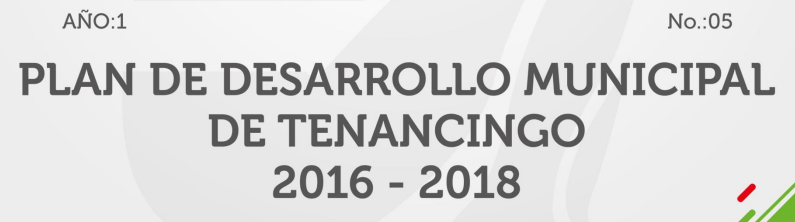 AÑO:1 No.:05
PLAN DE DESARROLLO MUNICIPAL
DE TENANCINGO
2016 - 2018